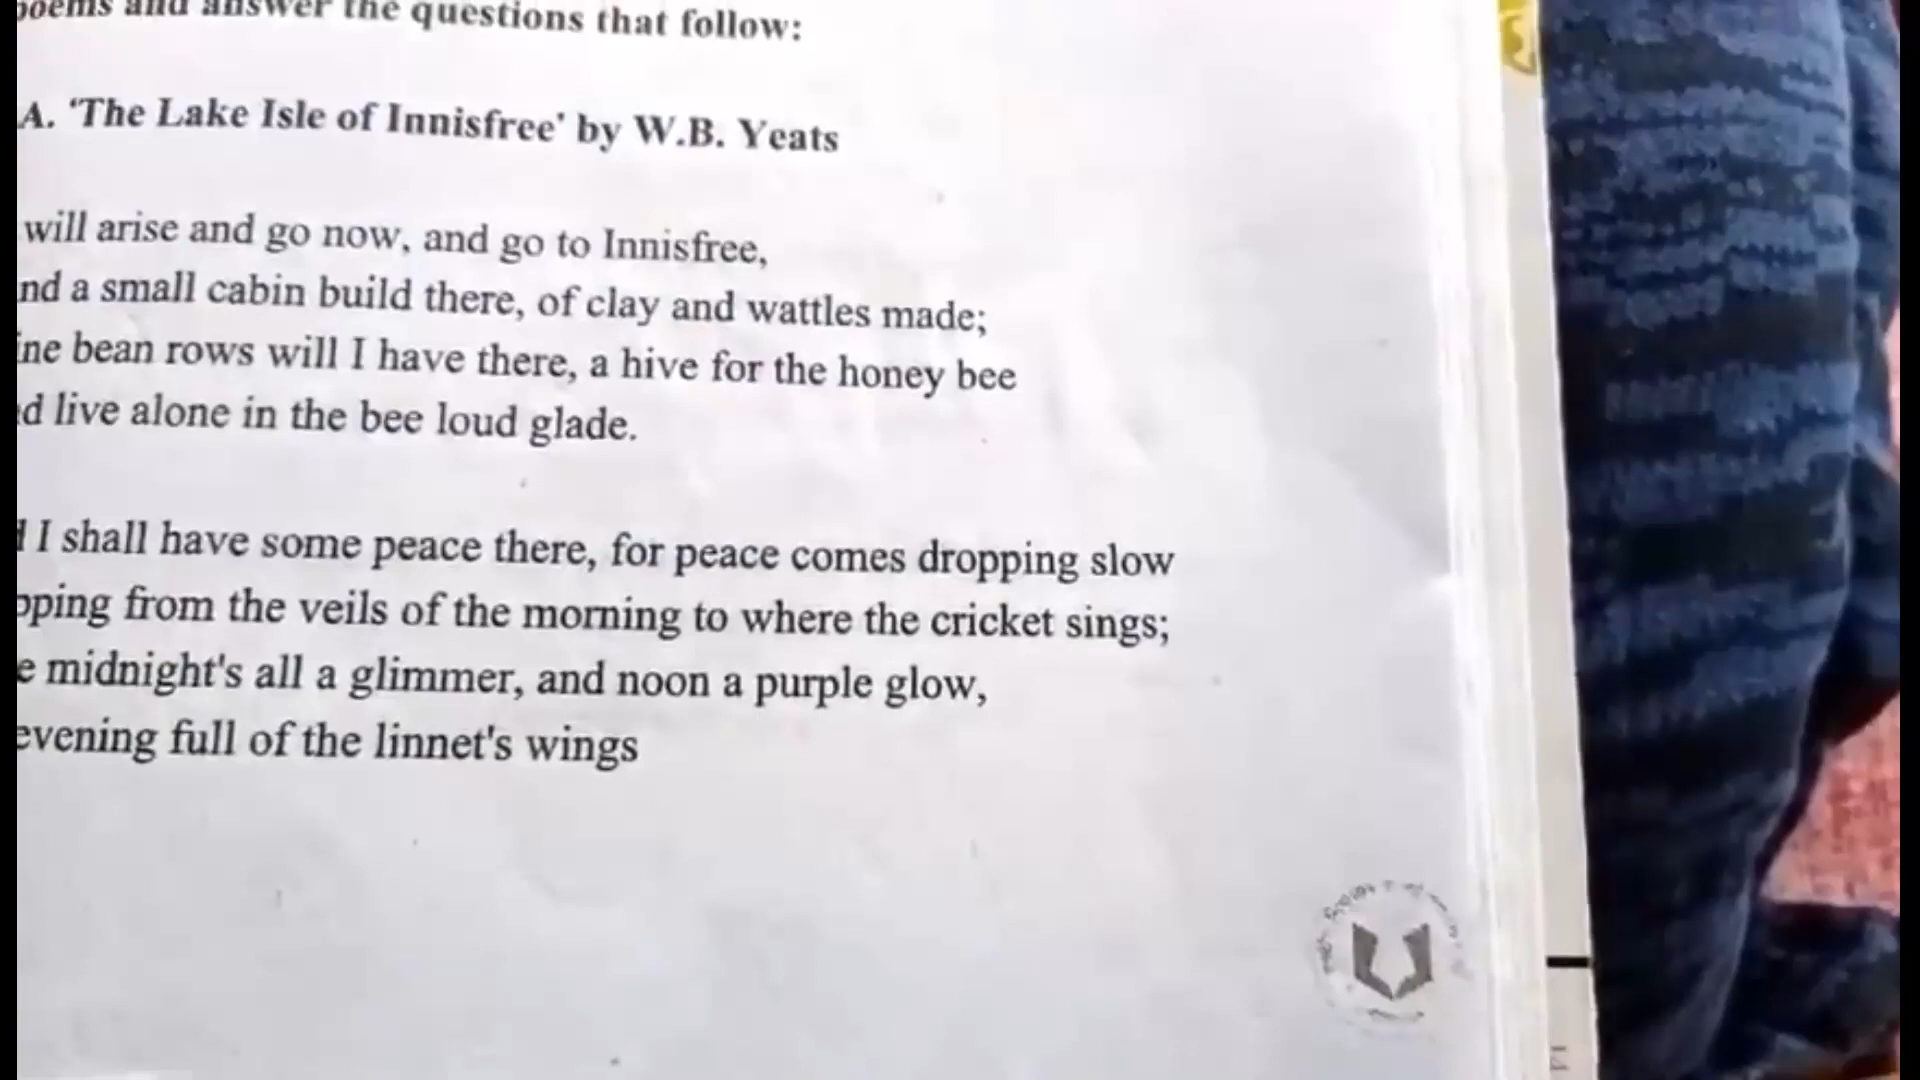 poems and answer the questions that follow:
A. ‘The Lake Isle of Innisfree' by W.B. Yeats
will arise and go now, and go to Innisfree,
nd a small cabin build there, of clay and wattles made;
ine bean rows will I have there, a hive for the honey bee
d live alone in the bee loud glade.
I shall have some peace there, for peace comes dropping slow
pping from the veils of the morning to where the cricket sings;
e midnight's all a glimmer, and noon a purple glow,
evening full of the linnet's wings